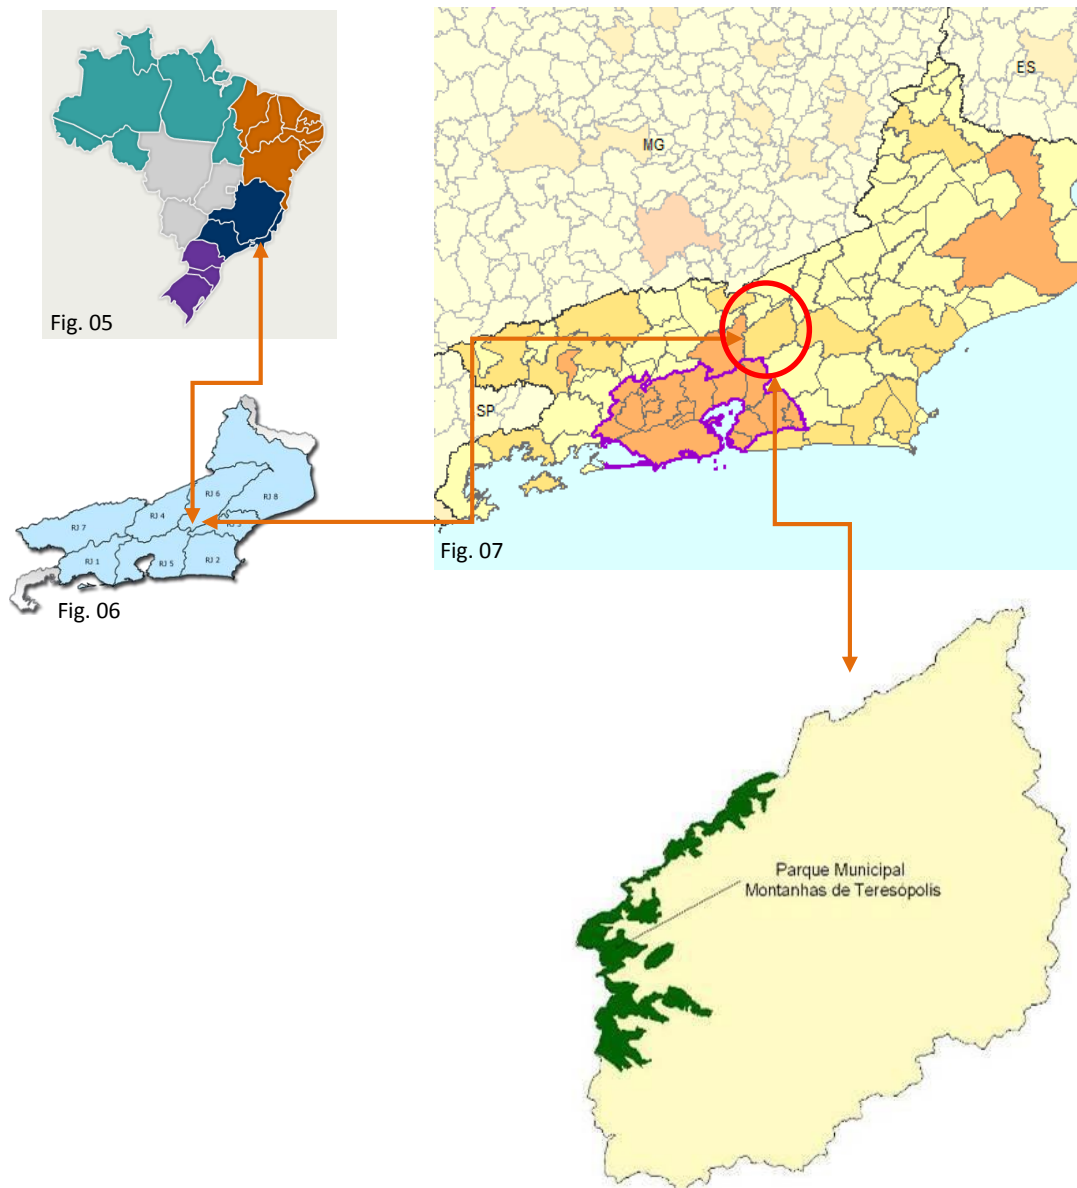 Fig. 05
ES
MG
SP
Fig. 07
RJ 6
RJ 8
RJ 4
RJ 7
RJ 1
RJ 5
RJ 2
Fig. 06
Parque Municipal
Montanhas de Teresópolis